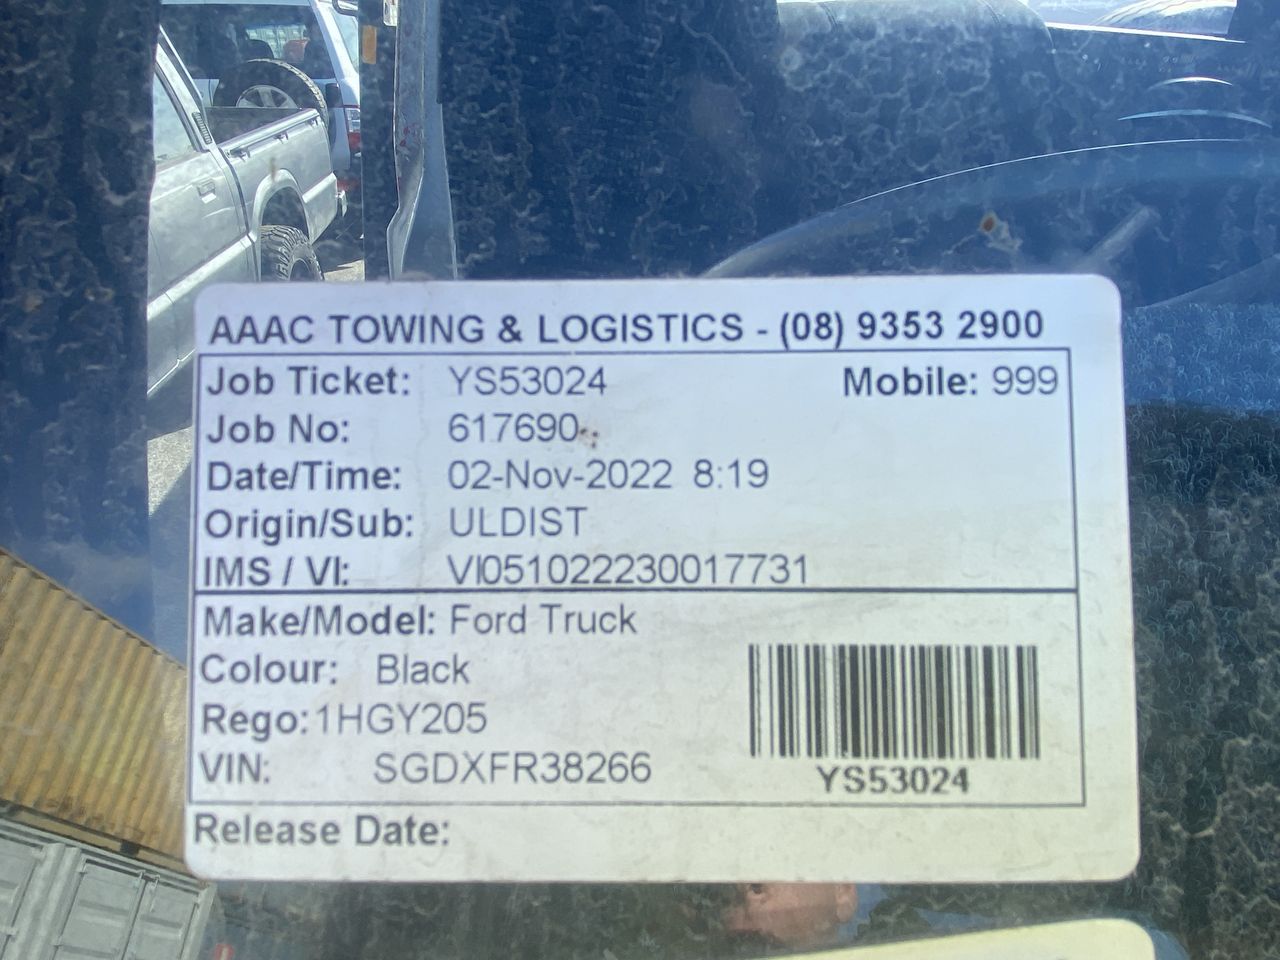 AAAC TOWING & LOGISTICS - (08) 9353 2900
Job Ticket: YS53024 Mobile: 999
Job No: 617690
Date/Time: 02-Nov-2022 8:19
Origin/Sub: ULDIST
IMS / VI: VI051022230017731
Make/Model: Ford Truck
Colour: Black
Rego: 1HGY205
VIN: SGDXFR38266
YS53024
Release Date: